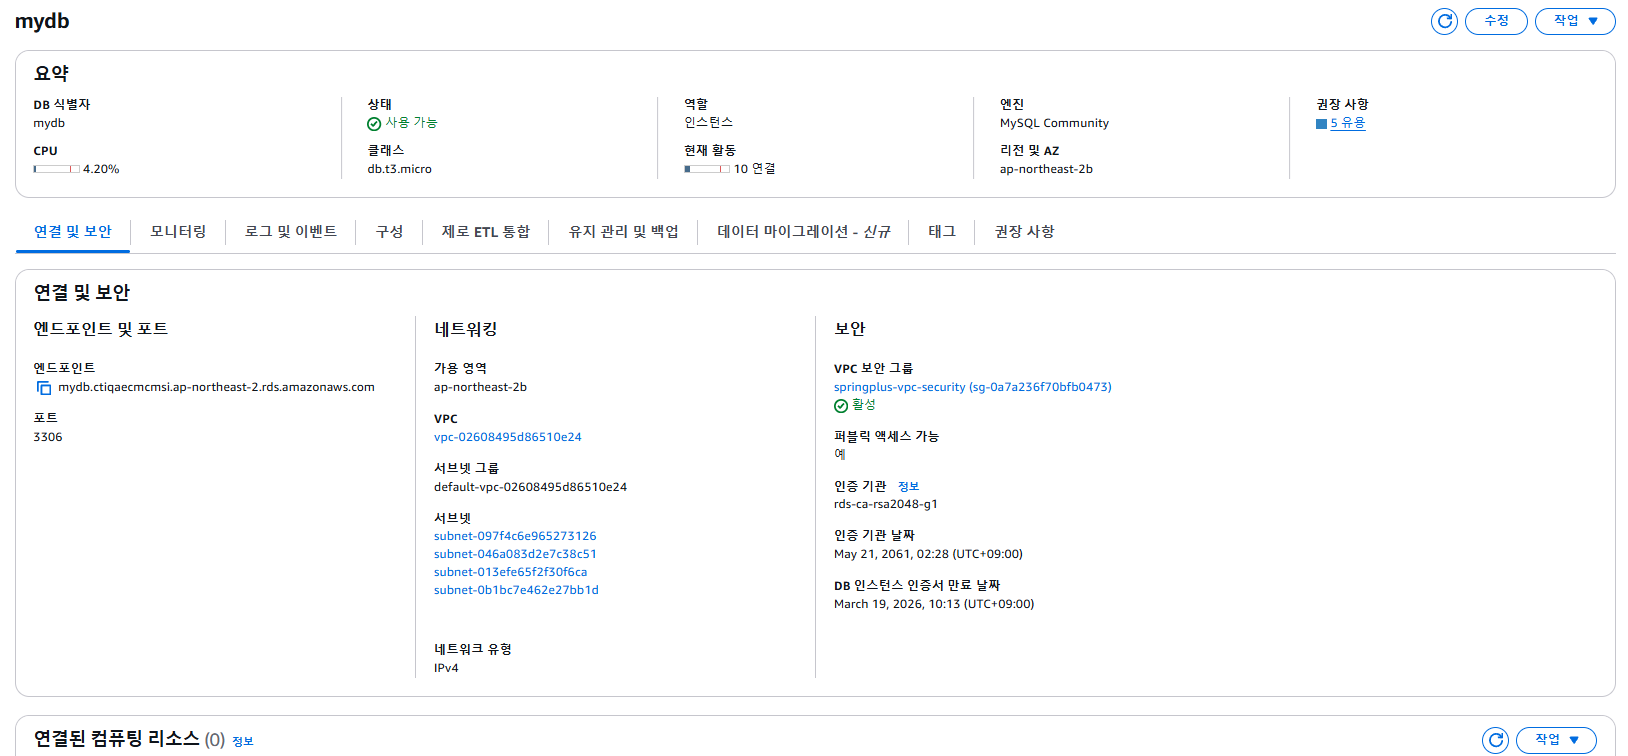 mydb
수정
작업
요약
DB 식별자
mydb
CPU
4.20%
상태
사용 가능
클래스
db.t3.micro
역할
인스턴스
현재 활동
10 연결
엔진
MySQL Community
리전 및 AZ
ap-northeast-2b
권장 사항
5 유용
연결 및 보안
모니터링
로그 및 이벤트
구성
제로 ETL 통합
유지 관리 및 백업
데이터 마이그레이션 - 신규
태그
권장 사항
연결 및 보안
엔드포인트 및 포트
엔드포인트
mydb.ctiqaecmcmsi.ap-northeast-2.rds.amazonaws.com
포트
3306
네트워킹
가용 영역
ap-northeast-2b
VPC
vpc-02608495d86510e24
서브넷 그룹
default-vpc-02608495d86510e24
서브넷
subnet-097f4c6e965273126
subnet-046a083d2e7c38c51
subnet-013efe65f2f30f6ca
subnet-0b1bc7e462e27bb1d
네트워크 유형
IPv4
보안
VPC 보안 그룹
springplus-vpc-security (sg-0a7a236f70bfb0473)
활성
퍼블릭 액세스 가능
예
인증 기관 정보
rds-ca-rsa2048-g1
인증 기관 날짜
May 21, 2061, 02:28 (UTC+09:00)
DB 인스턴스 인증서 만료 날짜
March 19, 2026, 10:13 (UTC+09:00)
연결된 컴퓨팅 리소스 (0) 정보
작업